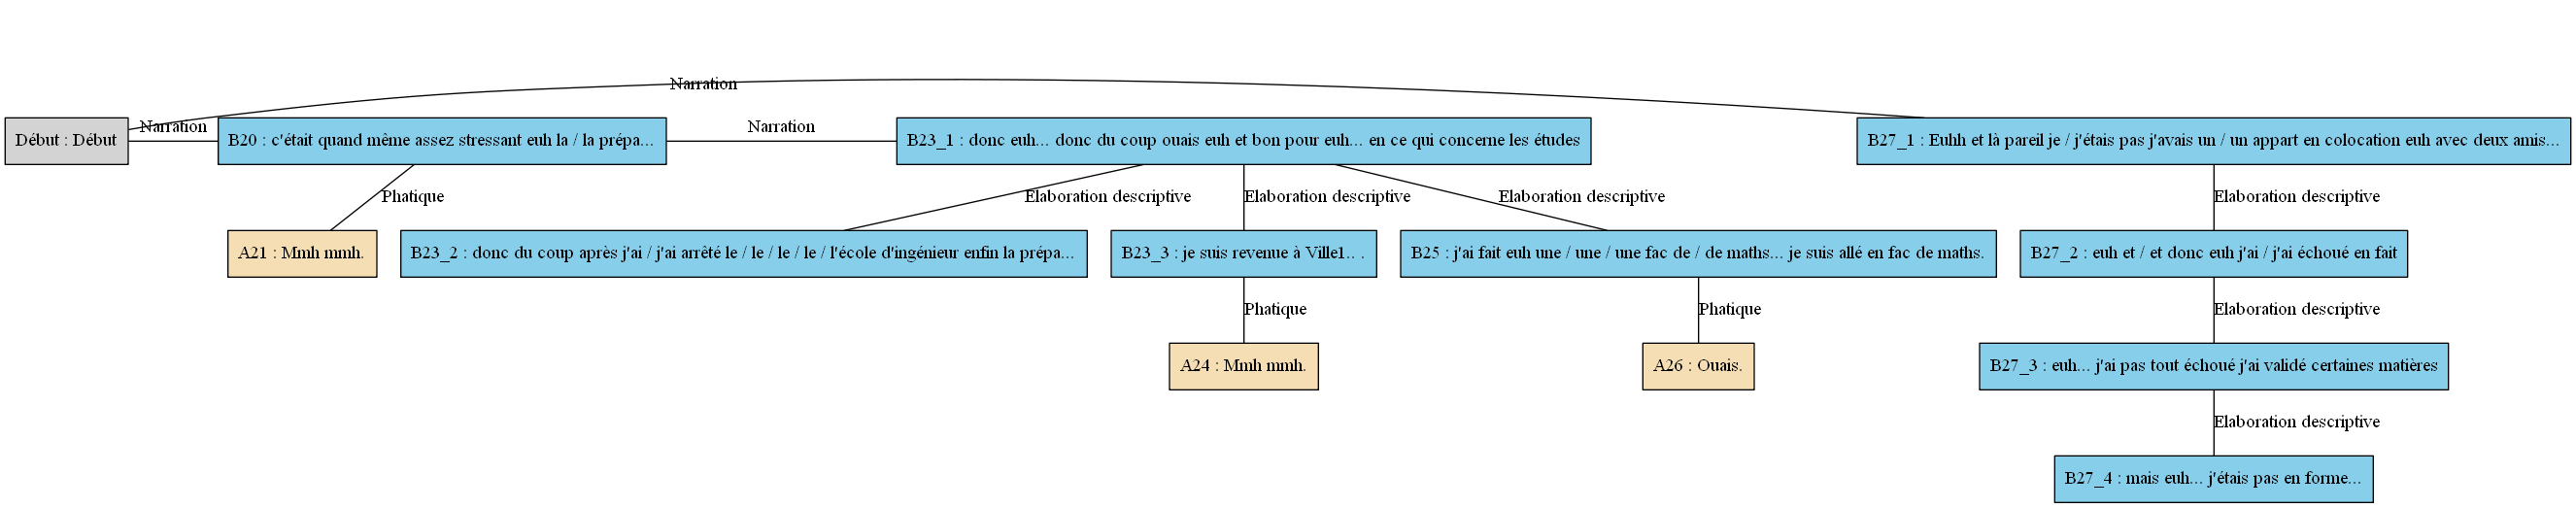 Narration
Début : Début
Narration
B20 : c'était quand même assez stressant euh la / la prépa...
Narration
B23_1 : donc euh... donc du coup ouais euh et bon pour euh... en ce qui concerne les études
B27_1 : Euhh et là pareil je / j'étais pas j'avais un / un appart en colocation euh avec deux amis...
Phatique
Elaboration descriptive
Elaboration descriptive
Elaboration descriptive
Elaboration descriptive
A21 : Mmh mmh.
B23_2 : donc du coup après j'ai / j'ai arrêté le / le / le / le / l'école d'ingénieur enfin la prépa...
B23_3 : je suis revenue à Ville1.. .
B25 : j'ai fait euh une / une / une fac de / de maths... je suis allé en fac de maths.
B27_2 : euh et / et donc euh j'ai / j'ai échoué en fait
Phatique
Phatique
Elaboration descriptive
A24 : Mmh mmh.
A26 : Ouais.
B27_3 : euh... j'ai pas tout échoué j'ai validé certaines matières
Elaboration descriptive
B27_4 : mais euh... j'étais pas en forme...